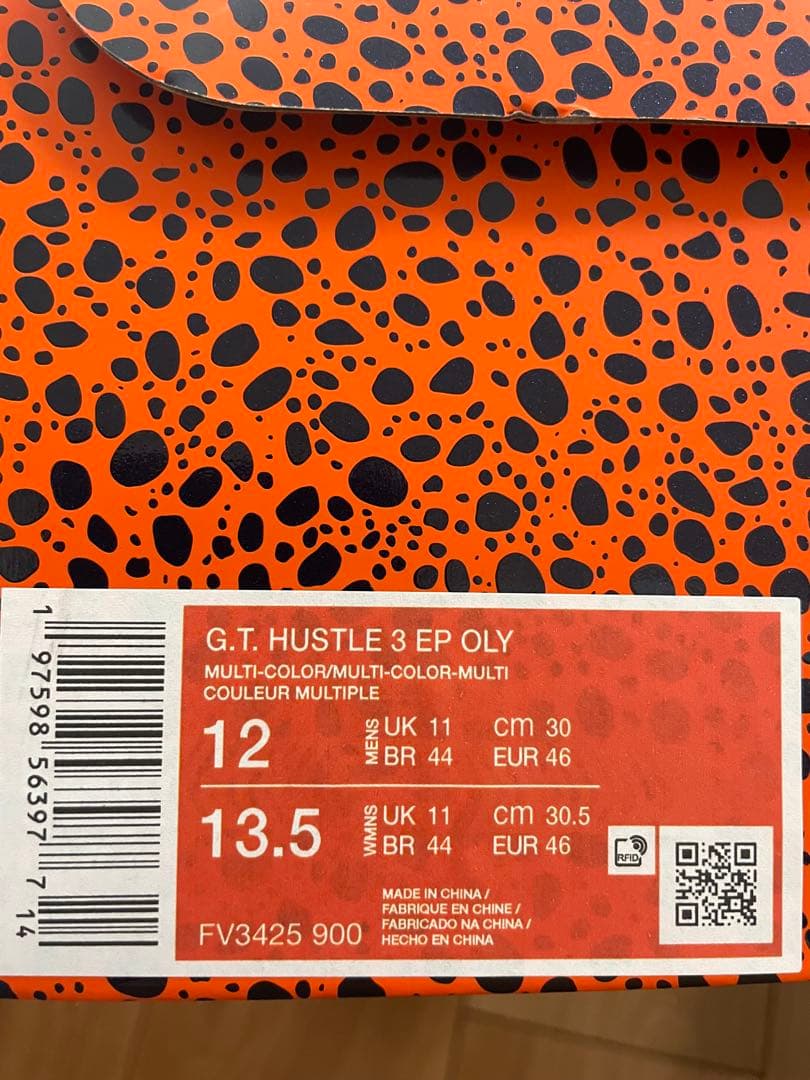 G.T. HUSTLE 3 EP OLY
MULTI-COLOR/MULTI-COLOR-MULTI
COULEUR MULTIPLE
12
MENS
UK 11 cm 30
BR 44 EUR 46
13.5
WMNS
UK 11 cm 30.5
BR 44 EUR 46
RFID
FV3425 900
MADE IN CHINA /
FABRIQUE EN CHINE /
FABRICADO NA CHINA /
HECHO EN CHINA
1 97598 56397 7 14